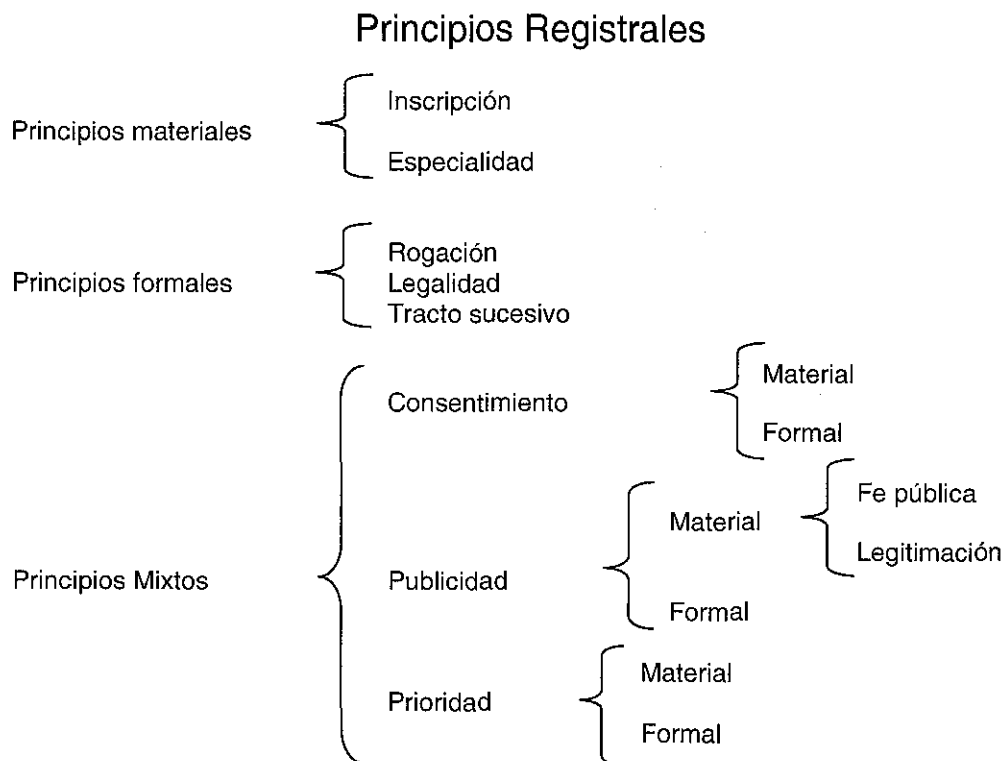 Principios Registrales
Principios materiales
Inscripción
Especialidad
Principios formales
Rogación
Legalidad
Tracto sucesivo
Principios Mixtos
Consentimiento
Material
Formal
Publicidad
Material
Fe pública
Legitimación
Formal
Prioridad
Material
Formal